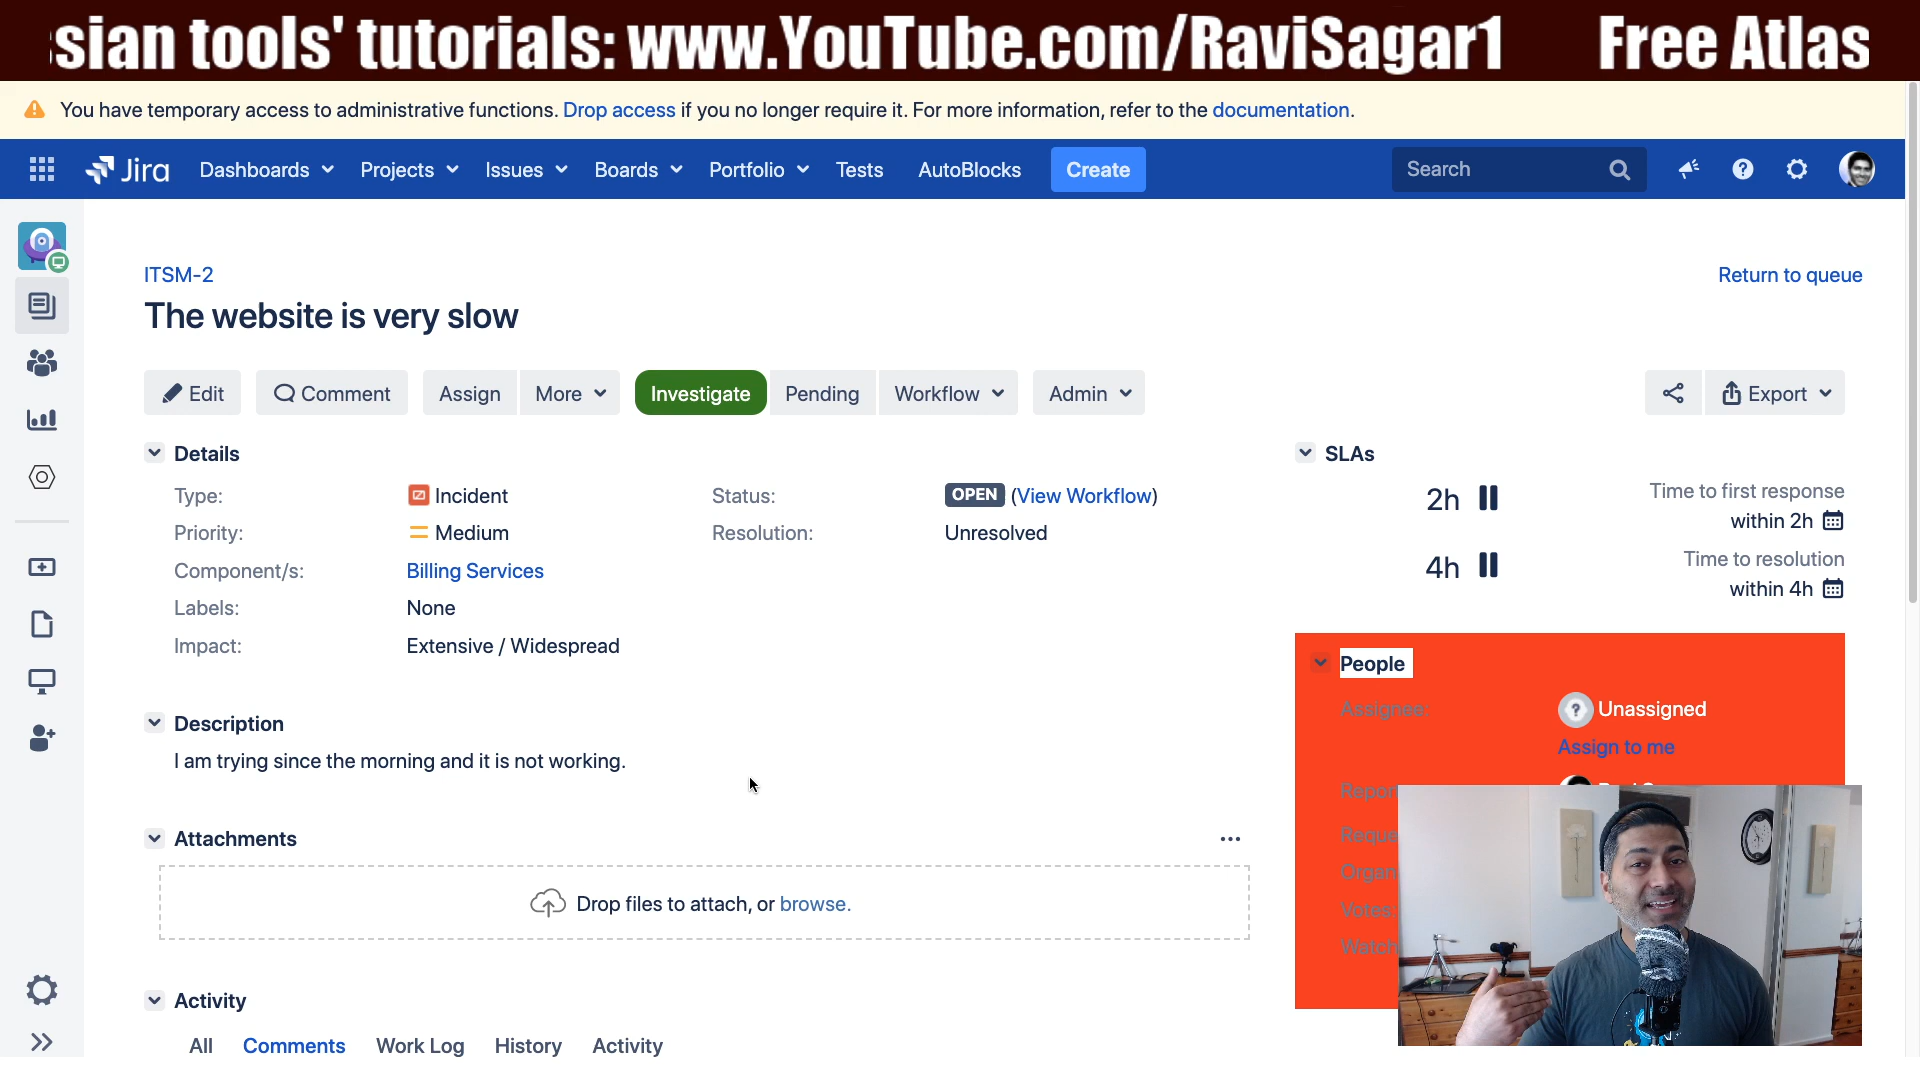 sian tools' tutorials: www.YouTube.com/RaviSagar1 Free Atlas
You have temporary access to administrative functions. Drop access if you no longer require it. For more information, refer to the documentation.
Jira Dashboards Projects Issues Boards Portfolio Tests AutoBlocks Create Search
ITSM-2 Return to queue
The website is very slow
Edit Comment Assign More Investigate Pending Workflow Admin Export
Details
Type: Incident Status: OPEN (View Workflow)
Priority: Medium Resolution: Unresolved
Component/s: Billing Services
Labels: None
Impact: Extensive / Widespread
SLAs
2h Time to first response
within 2h
4h Time to resolution
within 4h
People
Assignee: Unassigned
Assign to me
Repor
Reque
Organ
Votes:
Watch
Description
I am trying since the morning and it is not working.
Attachments
Drop files to attach, or browse.
Activity
All Comments Work Log History Activity